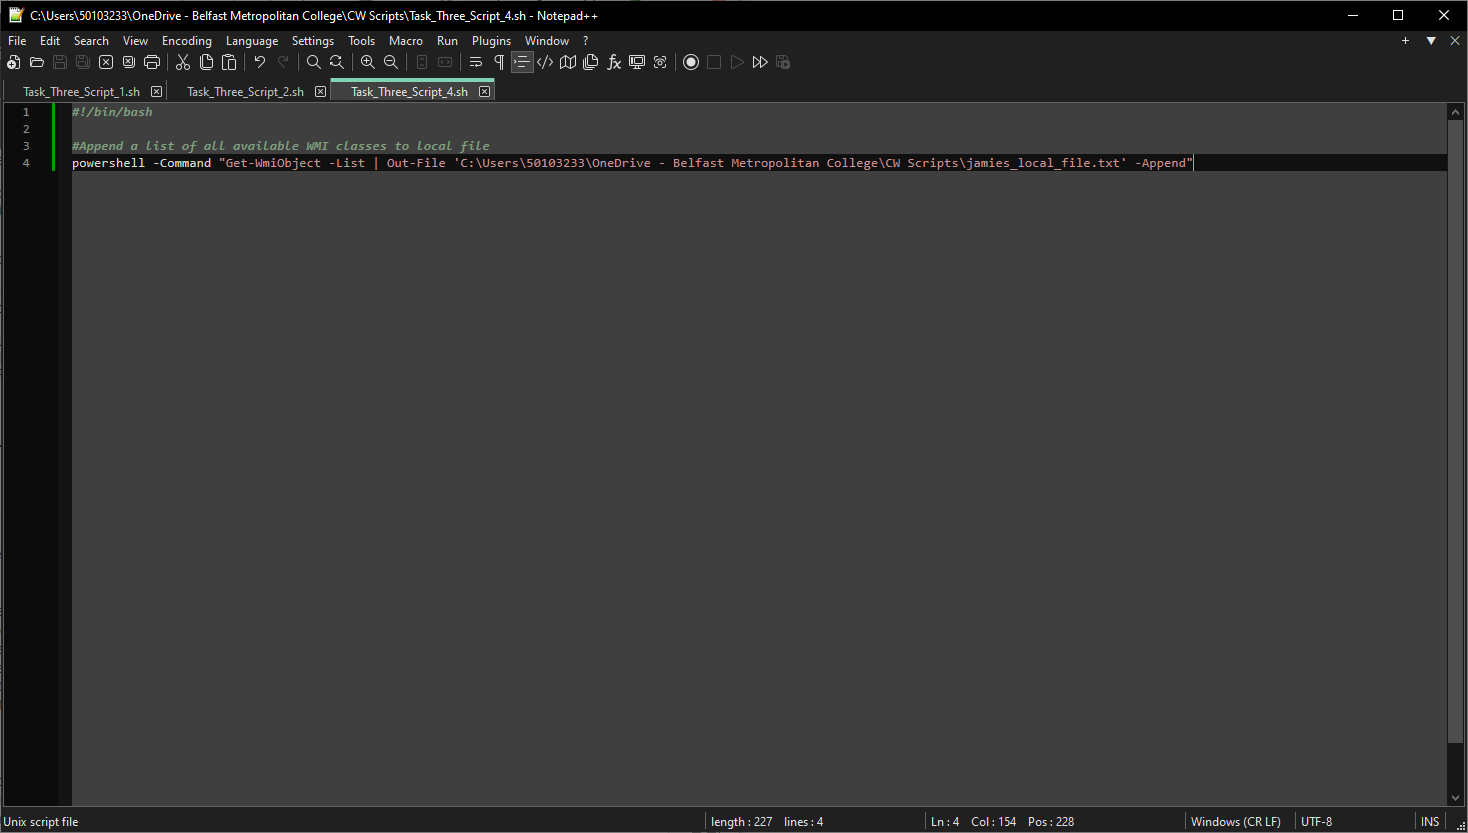 C:\Users\50103233\OneDrive - Belfast Metropolitan College\CW Scripts\Task_Three_Script_4.sh - Notepad++
File Edit Search View Encoding Language Settings Tools Macro Run Plugins Window ?
Task_Three_Script_1.sh Task_Three_Script_2.sh Task_Three_Script_4.sh
1 #!/bin/bash
2
3 #Append a list of all available WMI classes to local file
4 powershell -Command "Get-WmiObject -List | Out-File 'C:\Users\50103233\OneDrive - Belfast Metropolitan College\CW Scripts\jamies_local_file.txt' -Append"
Unix script file length : 227 lines : 4 Ln : 4 Col : 154 Pos : 228 Windows (CR LF) UTF-8 INS